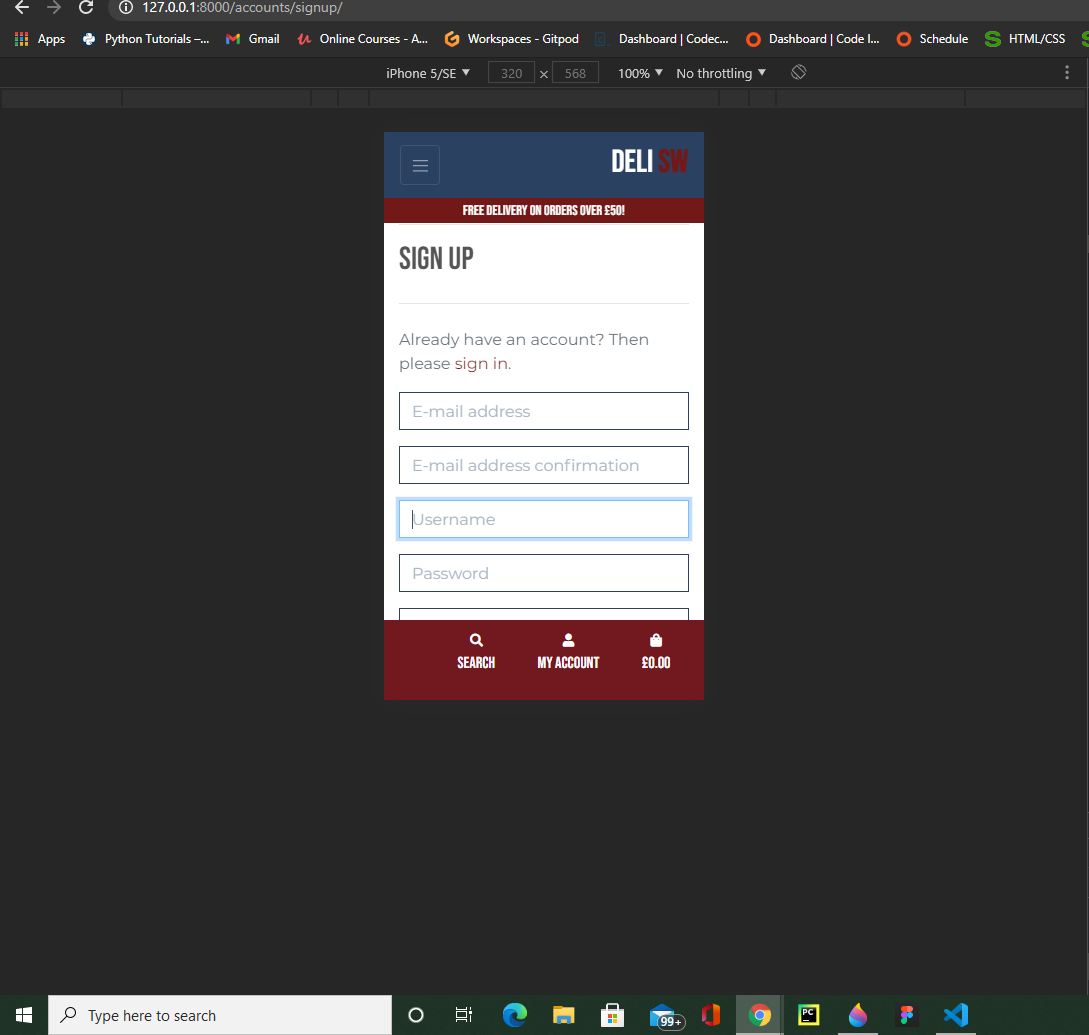 127.0.0.1:8000/accounts/signup/
Apps Python Tutorials –... Gmail Online Courses - A... Workspaces - Gitpod Dashboard | Codec... Dashboard | Code I... Schedule HTML/CSS
iPhone 5/SE ▼ 320 × 568 100% ▼ No throttling ▼
DELI SW
FREE DELIVERY ON ORDERS OVER £50!
SIGN UP
Already have an account? Then
please sign in.
E-mail address
E-mail address confirmation
Username
Password
SEARCH MY ACCOUNT £0.00
Type here to search
99+
PC